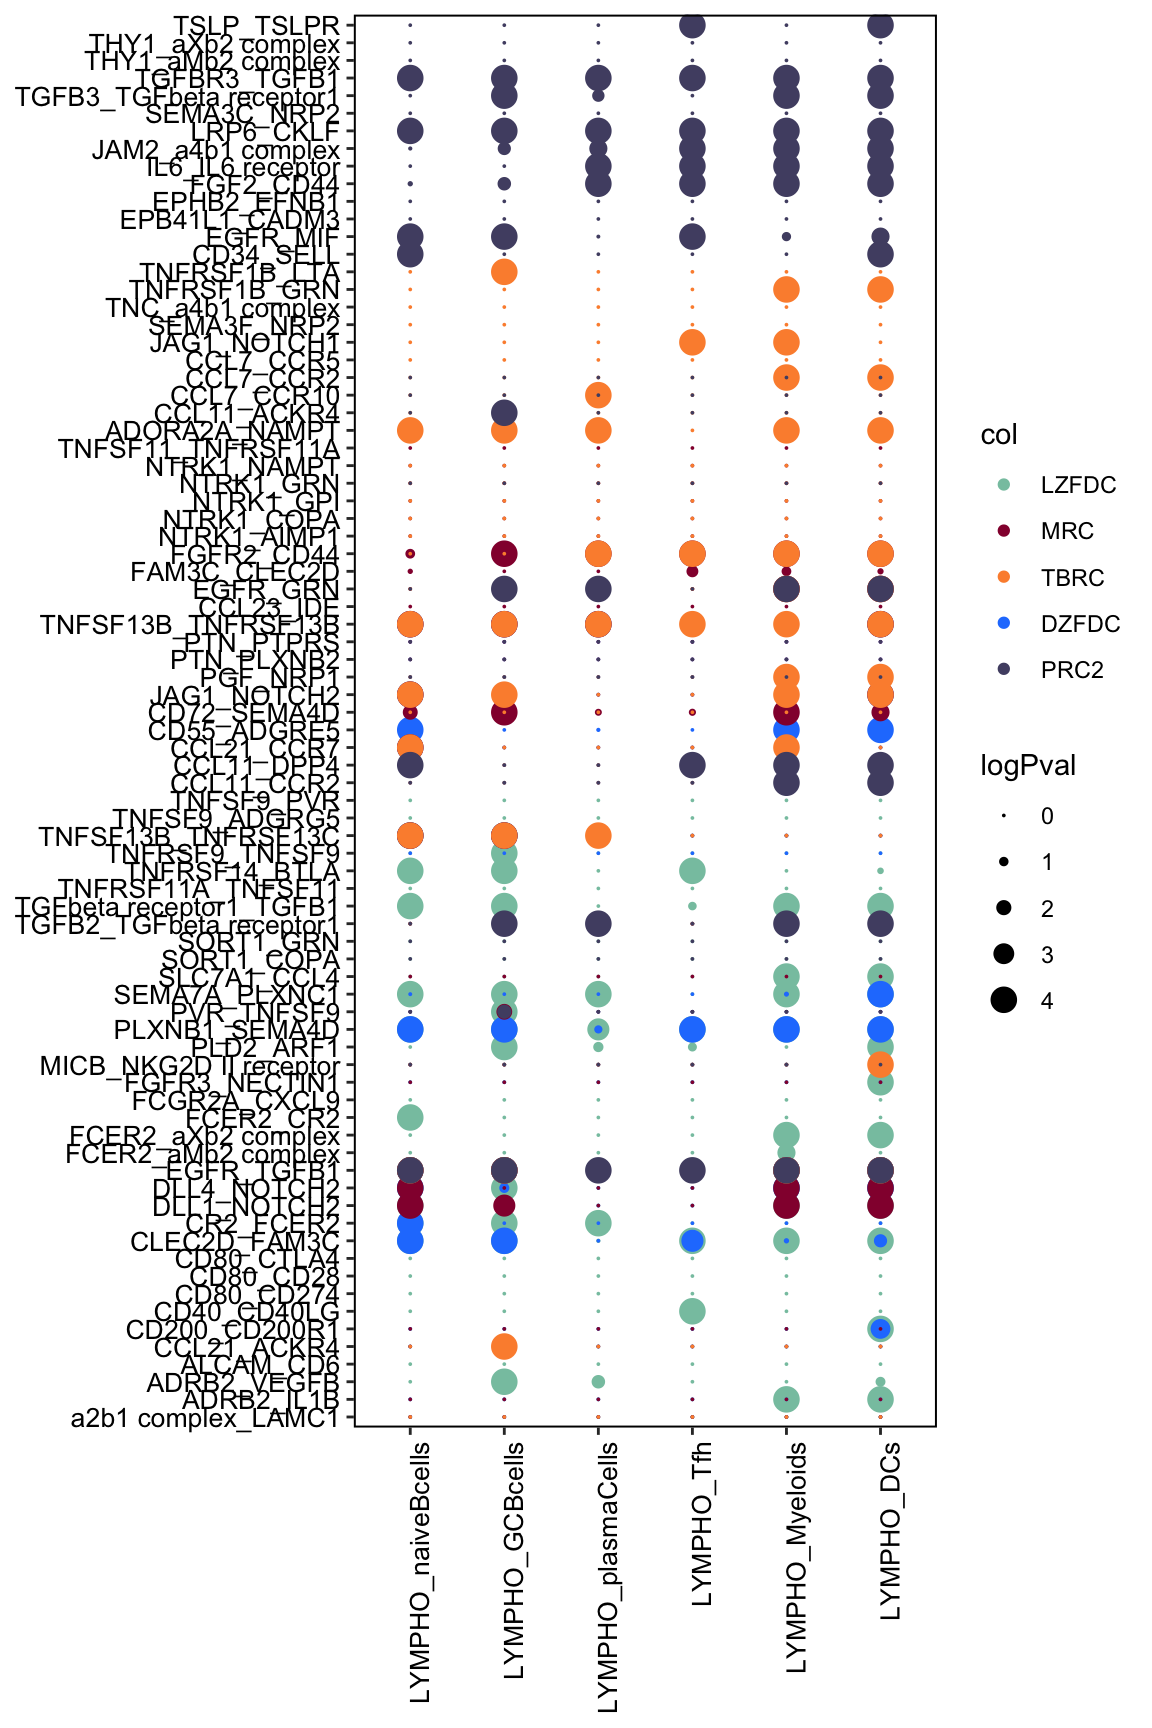 TSLP_TSLPR
THY1_aXb2 complex
THY1_aMb2 complex
TGFBR3_TGFB1
TGFB3_TGFbeta receptor1
SEMA3C_NRP2
LRP6_CKLF
JAM2_a4b1 complex
IL6_IL6 receptor
FGF2_CD44
EPHB2_EFNB1
EPB41L1_CADM3
EGFR_MIF
CD34_SELL
TNFRSF1B_LTA
TNFRSF1B_GRN
TNC_a4b1 complex
SEMA3F_NRP2
JAG1_NOTCH1
CCL7_CCR5
CCL7_CCR2
CCL7_CCR10
CCL11_ACKR4
ADORA2A_NAMPT
TNFSF11_TNFRSF11A
NTRK1_NAMPT
NTRK1_GRN
NTRK1_GPI
NTRK1_COPA
NTRK1_AIMP1
FGFR2_CD44
FAM3C_CLEC2D
EGFR_GRN
CCL23_IDE
TNFSF13B_TNFRSF13B
PTN_PTPRS
PTN_PLXNB2
PGF_NRP1
JAG1_NOTCH2
CD72_SEMA4D
CD55_ADGRE5
CCL21_CCR7
CCL11_DPP4
CCL11_CCR2
TNFSF9_PVR
TNFSF9_ADGRG5
TNFSF13B_TNFRSF13C
TNFRSF9_TNFSF9
TNFRSF14_BTLA
TNFRSF11A_TNFSF11
TGFbeta receptor1_TGFB1
TGFB2_TGFbeta receptor1
SORT1_GRN
SORT1_COPA
SLC7A1_CCL4
SEMA7A_PLXNC1
PVR_TNFSF9
PLXNB1_SEMA4D
PLD2_ARF1
MICB_NKG2D II receptor
FGFR3_NECTIN1
FCGR2A_CXCL9
FCER2_CR2
FCER2_aXb2 complex
FCER2_aMb2 complex
EGFR_TGFB1
DLL4_NOTCH2
DLL1_NOTCH2
CR2_FCER2
CLEC2D_FAM3C
CD80_CTLA4
CD80_CD28
CD80_CD274
CD40_CD40LG
CD200_CD200R1
CCL21_ACKR4
ALCAM_CD6
ADRB2_VEGFB
ADRB2_IL1B
a2b1 complex_LAMC1
LYMPHO_naiveBcells
LYMPHO_GCBcells
LYMPHO_plasmaCells
LYMPHO_Tfh
LYMPHO_Myeloids
LYMPHO_DCs
col
LZFDC
MRC
TBRC
DZFDC
PRC2
logPval
0
1
2
3
4